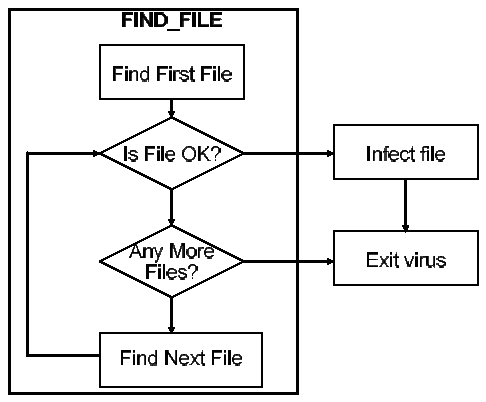 FIND_FILE
Find First File
Is File OK?
Infect file
Any More
Files?
Exit virus
Find Next File